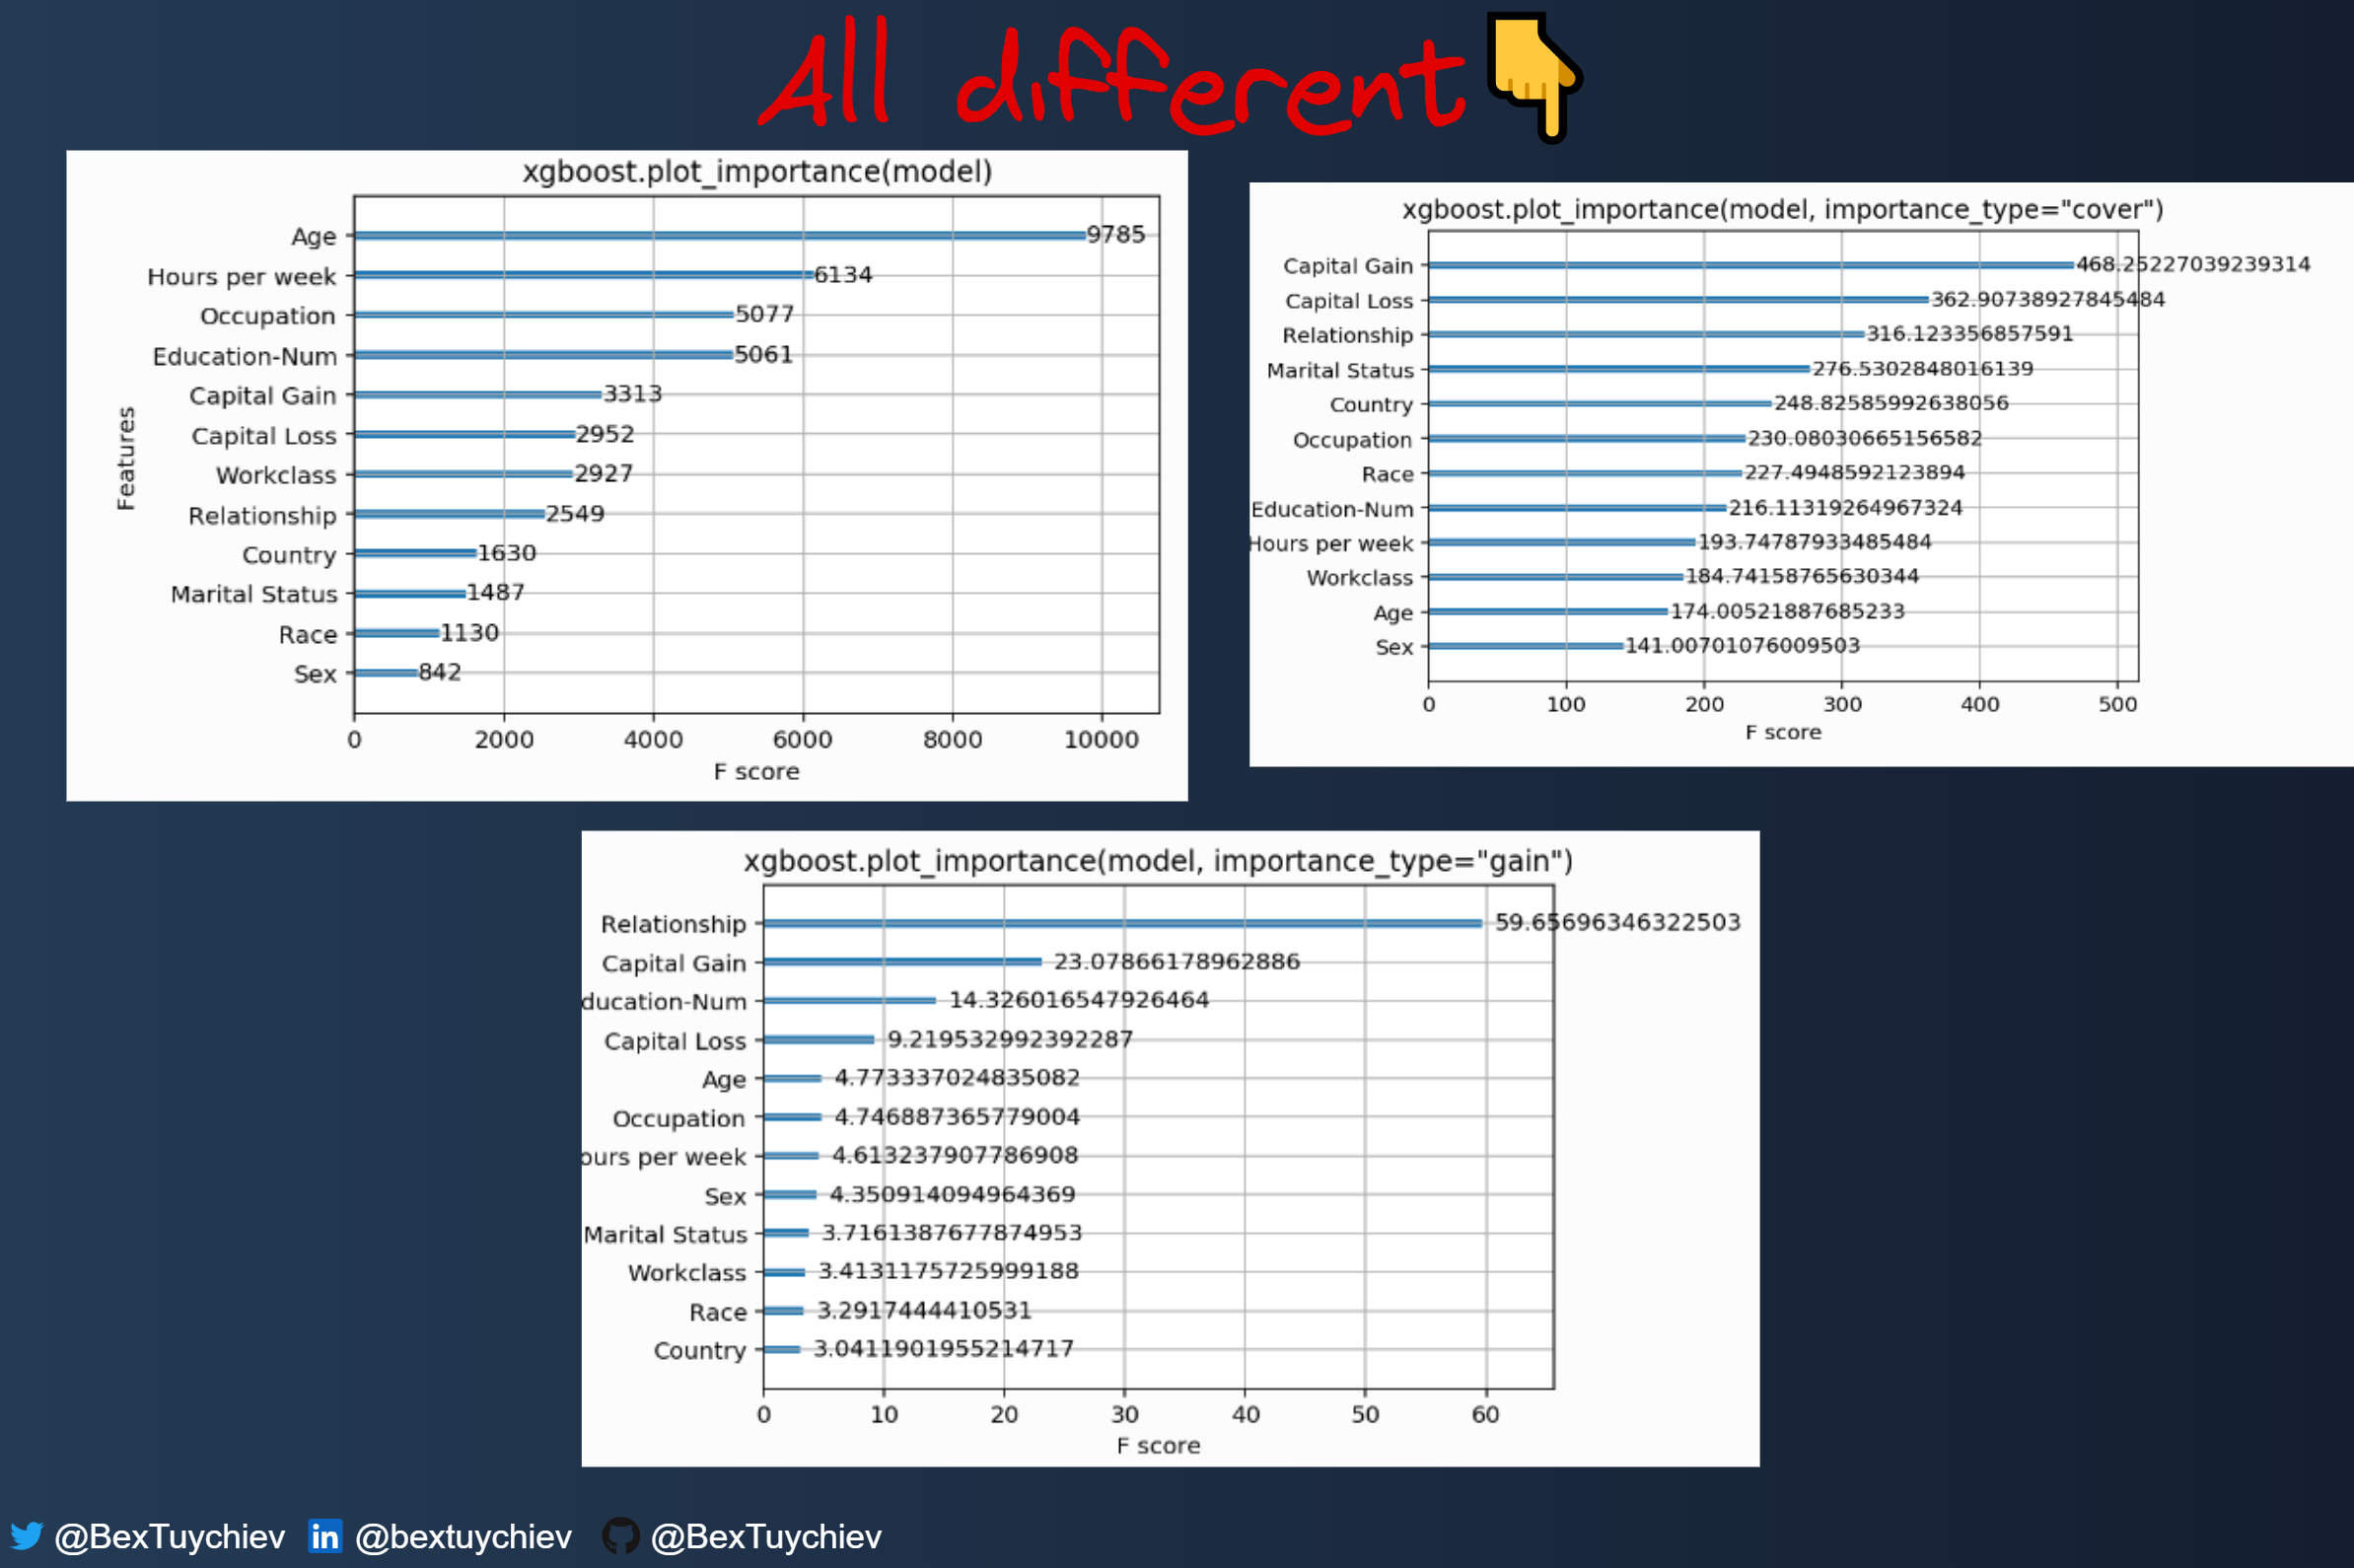 All different
xgboost.plot_importance(model)
Features
Age 9785
Hours per week 6134
Occupation 5077
Education-Num 5061
Capital Gain 3313
Capital Loss 2952
Workclass 2927
Relationship 2549
Country 1630
Marital Status 1487
Race 1130
Sex 842
0 2000 4000 6000 8000 10000
F score
xgboost.plot_importance(model, importance_type="cover")
Capital Gain 468.25227039239314
Capital Loss 362.90738927845484
Relationship 316.123356857591
Marital Status 276.5302848016139
Country 248.82585992638056
Occupation 230.08030665156582
Race 227.4948592123894
Education-Num 216.11319264967324
Hours per week 193.74787933485484
Workclass 184.74158765630344
Age 174.00521887685233
Sex 141.00701076009503
0 100 200 300 400 500
F score
xgboost.plot_importance(model, importance_type="gain")
Relationship 59.65696346322503
Capital Gain 23.07866178962886
ducation-Num 14.326016547926464
Capital Loss 9.219532992392287
Age 4.773337024835082
Occupation 4.746887365779004
ours per week 4.613237907786908
Sex 4.350914094964369
Marital Status 3.7161387677874953
Workclass 3.4131175725999188
Race 3.2917444410531
Country 3.0411901955214717
0 10 20 30 40 50 60
F score
@BexTuychiev in @bextuychiev @BexTuychiev